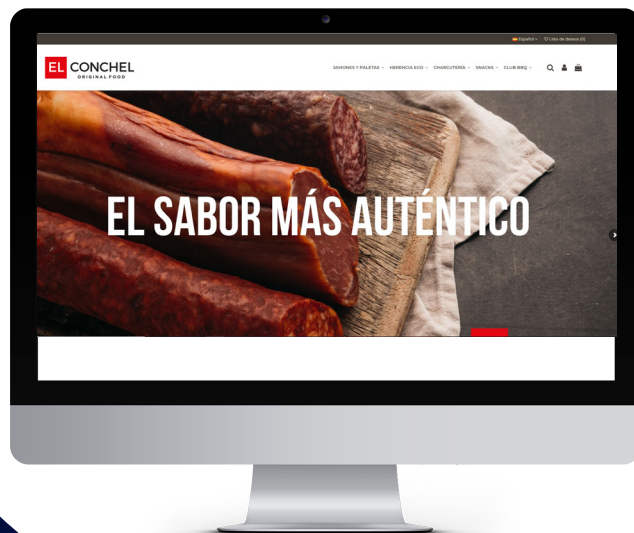 Español
Lista de deseos (0)
EL CONCHEL
ORIGINAL FOOD
JAMONES Y PALETAS
HERENCIA ECO
CHARCUTERÍA
SNACKS
CLUB BBQ
EL SABOR MÁS AUTÉNTICO